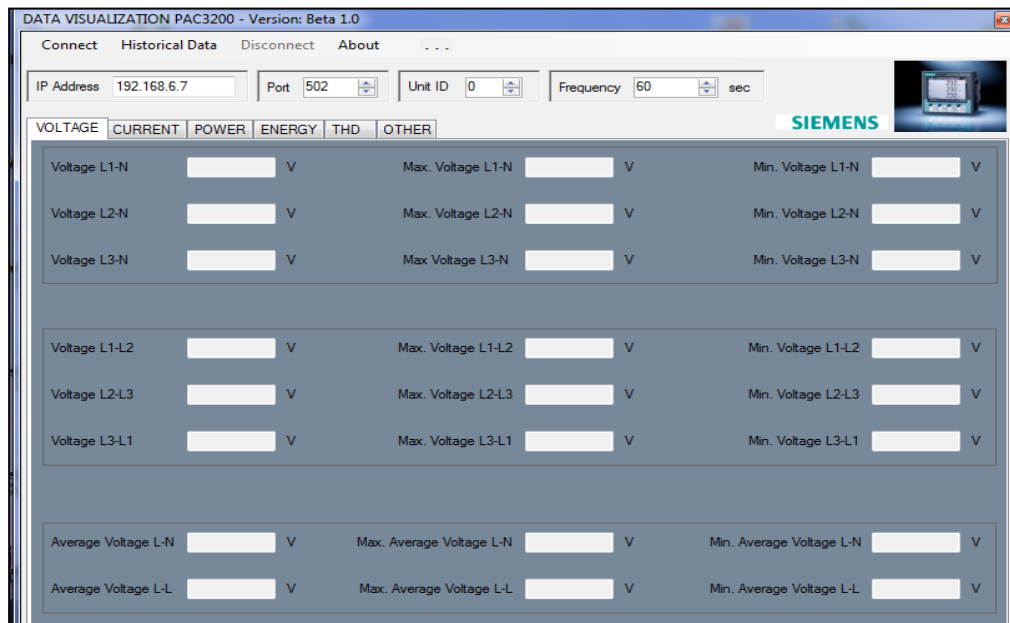 DATA VISUALIZATION PAC3200 - Version: Beta 1.0
Connect Historical Data Disconnect About . . .
IP Address 192.168.6.7 Port 502 Unit ID 0 Frequency 60 sec
SIEMENS
VOLTAGE CURRENT POWER ENERGY THD OTHER
Voltage L1-N V Max. Voltage L1-N V Min. Voltage L1-N V
Voltage L2-N V Max. Voltage L2-N V Min. Voltage L2-N V
Voltage L3-N V Max Voltage L3-N V Min. Voltage L3-N V
Voltage L1-L2 V Max. Voltage L1-L2 V Min. Voltage L1-L2 V
Voltage L2-L3 V Max. Voltage L2-L3 V Min. Voltage L2-L3 V
Voltage L3-L1 V Max. Voltage L3-L1 V Min. Voltage L3-L1 V
Average Voltage L-N V Max. Average Voltage L-N V Min. Average Voltage L-N V
Average Voltage L-L V Max. Average Voltage L-L V Min. Average Voltage L-L V